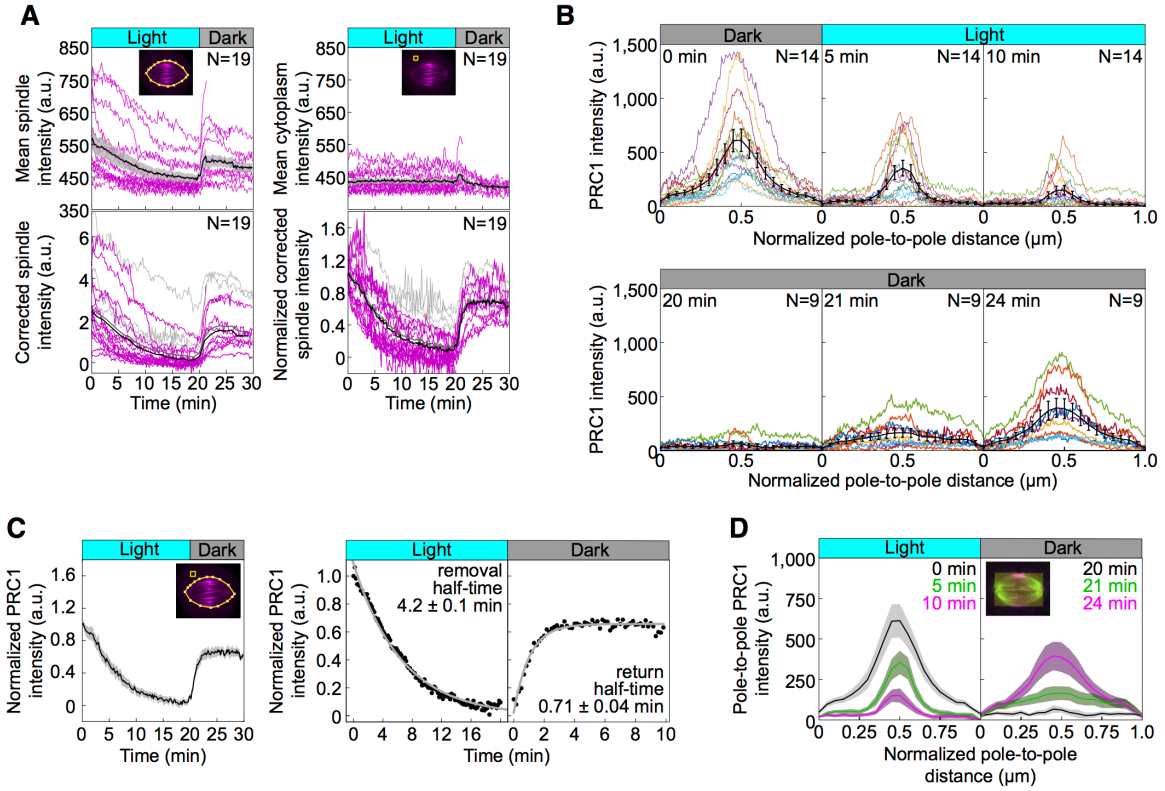 A
Light
Dark
850
750
650
550
450
350
N=19
Mean spindle
intensity (a.u.)
Light
Dark
850
750
650
550
450
N=19
Mean cytoplasm
intensity (a.u.)
6
4
2
0
N=19
Corrected spindle
intensity (a.u.)
0 5 10 15 20 25 30
Time (min)
1.6
1.2
0.8
0.4
0
N=19
Normalized corrected
spindle intensity
0 5 10 15 20 25 30
Time (min)
B
Dark
Light
1,500
1,000
500
0
PRC1 intensity (a.u.)
0 min N=14
5 min N=14
10 min N=14
0 0.5 0 0.5 0 0.5 1.0
Normalized pole-to-pole distance (µm)
Dark
1,500
1,000
500
0
PRC1 intensity (a.u.)
20 min N=9
21 min N=9
24 min N=9
0 0.5 0 0.5 0 0.5 1.0
Normalized pole-to-pole distance (µm)
C
Light
Dark
1.6
1.2
0.8
0.4
0
Normalized PRC1
intensity (a.u.)
0 5 10 15 20 25 30
Time (min)
Light
Dark
1.0
0.8
0.6
0.4
0.2
0
Normalized PRC1
intensity (a.u.)
removal
half-time
4.2 ± 0.1 min
return
half-time
0.71 ± 0.04 min
0 4 8 12 16 0 2 4 6 8 10
Time (min)
D
Light
Dark
1,000
750
500
250
0
Pole-to-pole PRC1
intensity (a.u.)
0 min
5 min
10 min
20 min
21 min
24 min
0 0.25 0.5 0.75 0 0.25 0.5 0.75 1.0
Normalized pole-to-pole
distance (µm)